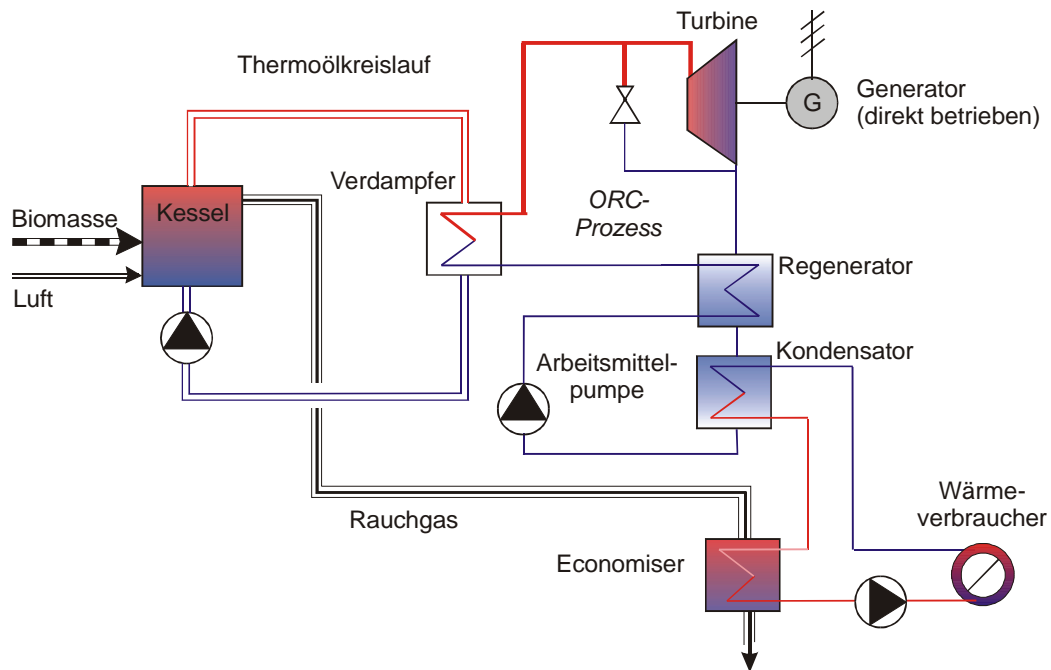 Turbine
Thermoölkreislauf
G
Generator
(direkt betrieben)
Verdampfer
Kessel
Biomasse
Luft
ORC-
Prozess
Regenerator
Kondensator
Arbeitsmittel-
pumpe
Rauchgas
Wärme-
verbraucher
Economiser